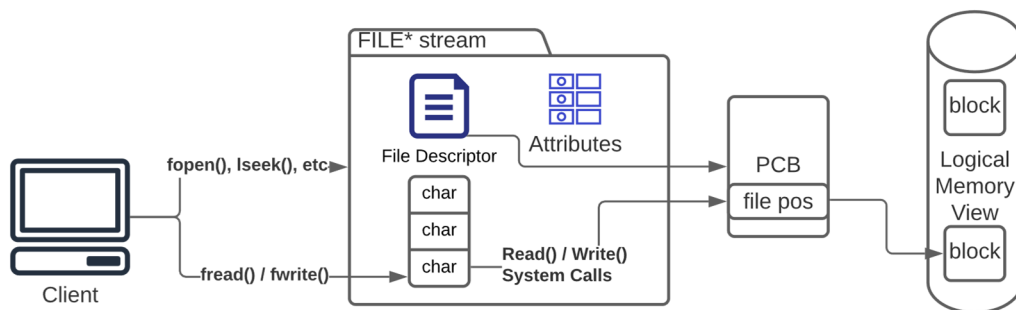 FILE* stream
File Descriptor
Attributes
fopen(), lseek(), etc
char
char
char
fread() / fwrite()
Read() / Write()
System Calls
Client
PCB
file pos
block
Logical
Memory
View
block